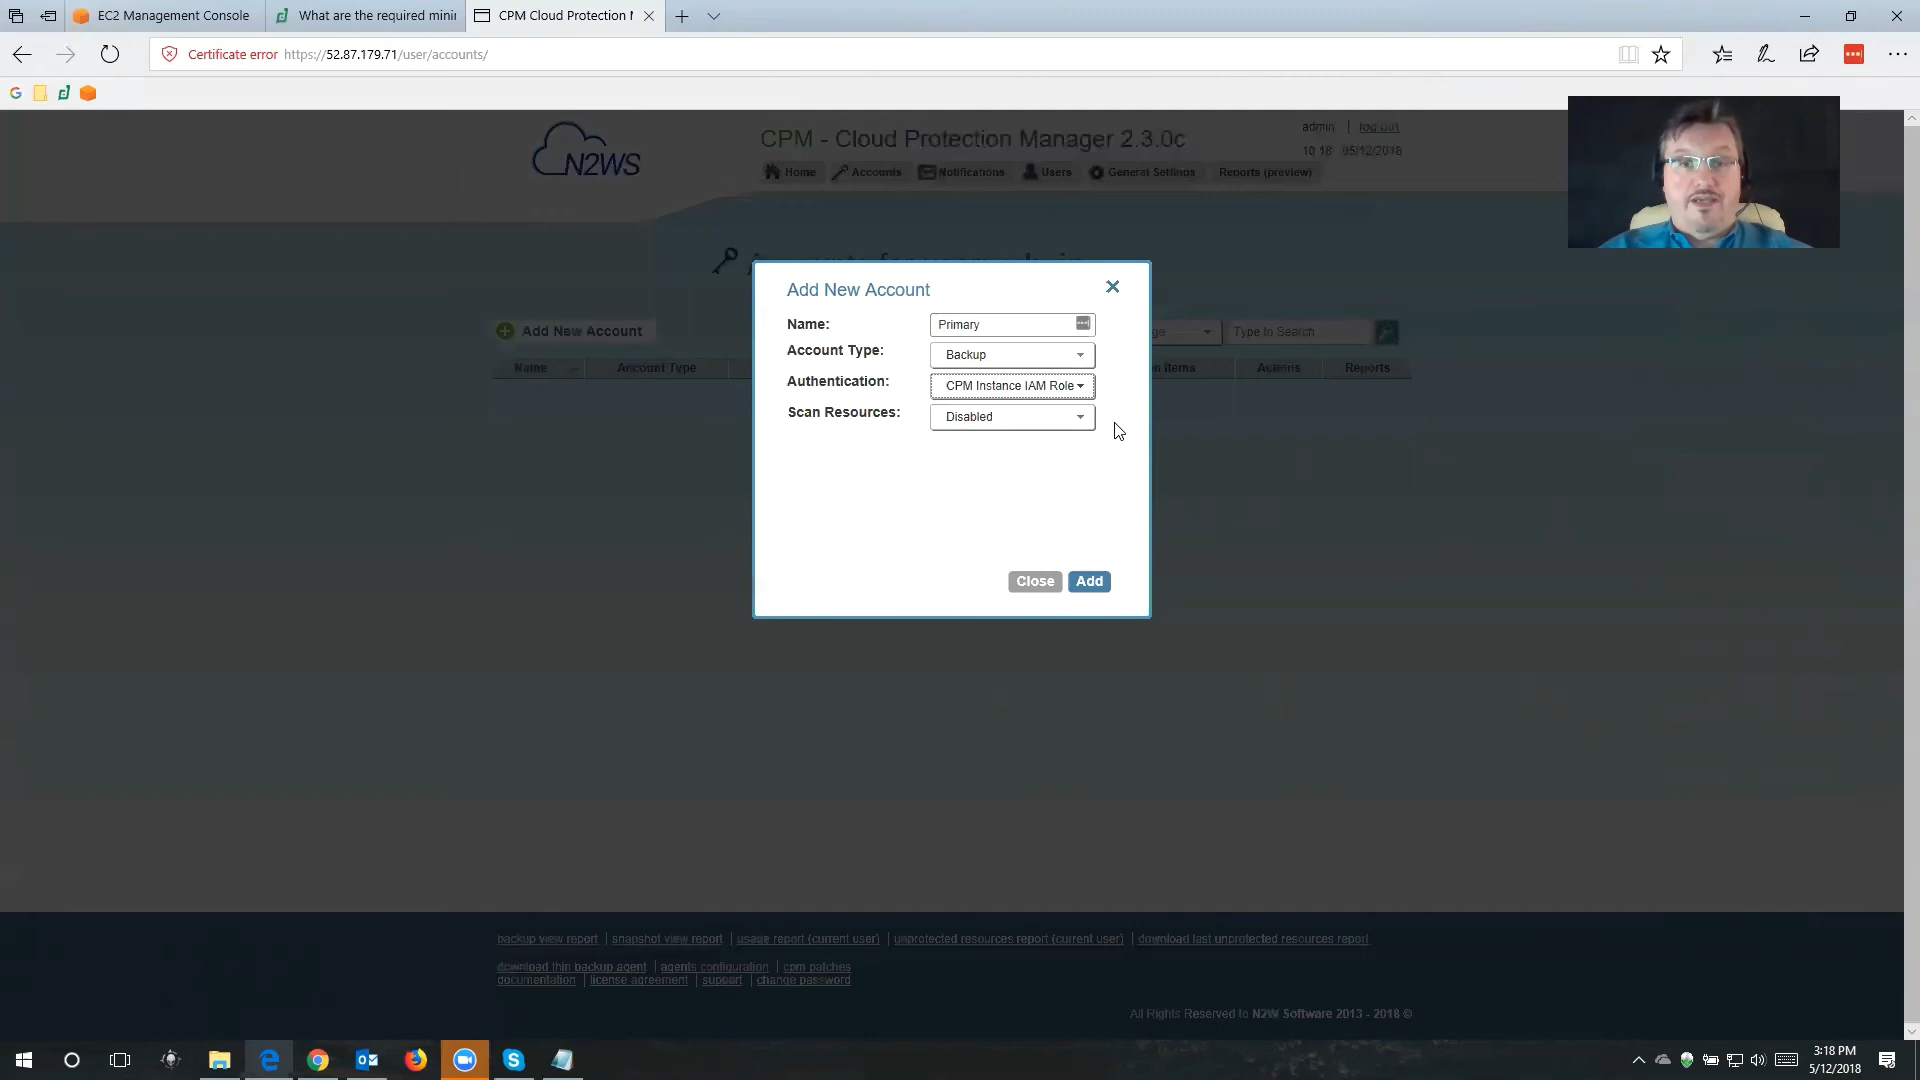 EC2 Management Console
What are the required mini
CPM Cloud Protection M
Certificate error https://52.87.179.71/user/accounts/
N2WS
CPM - Cloud Protection Manager 2.3.0c
admin | log out
10:18 05/12/2018
Home
Accounts
Notifications
Users
General Settings
Reports (preview)
Add New Account
Type to Search
Name
Account Type
Actions
Reports
Add New Account
Name: Primary
Account Type: Backup
Authentication: CPM Instance IAM Role
Scan Resources: Disabled
Close Add
backup view report | snapshot view report | usage report (current user) | unprotected resources report (current user) | download last unprotected resources report
download thin backup agent | agents configuration | cpm patches
documentation | license agreement | support | change password
All Rights Reserved to N2W Software 2013 - 2018 ©
3:18 PM
5/12/2018